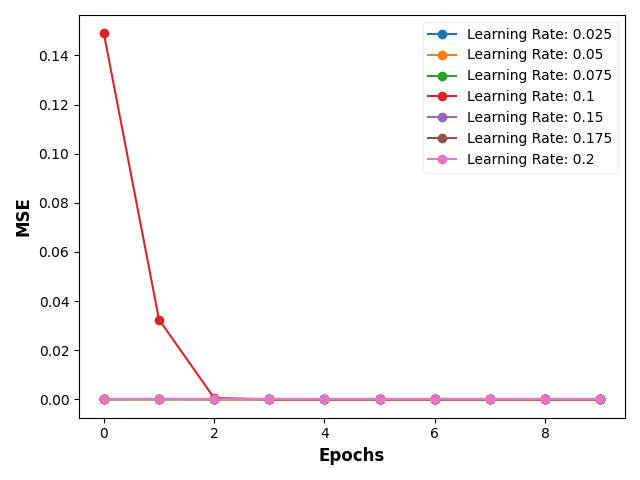 0.14
0.12
0.10
0.08
0.06
0.04
0.02
0.00
MSE
0 2 4 6 8
Epochs
Learning Rate: 0.025
Learning Rate: 0.05
Learning Rate: 0.075
Learning Rate: 0.1
Learning Rate: 0.15
Learning Rate: 0.175
Learning Rate: 0.2